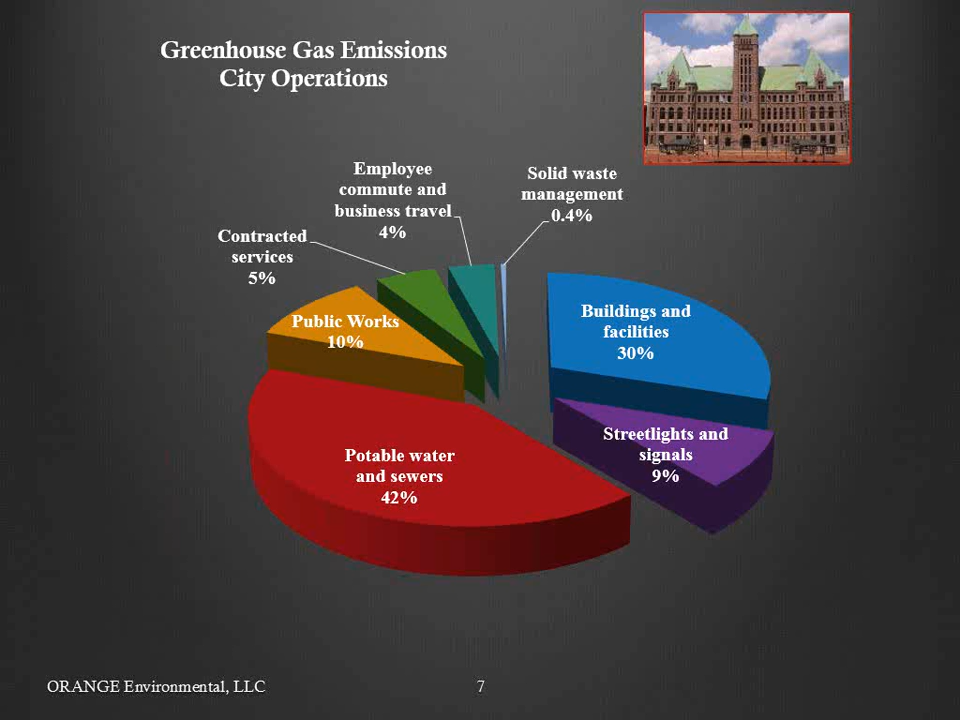 Greenhouse Gas Emissions
City Operations
Employee
commute and
business travel
4%
Solid waste
management
0.4%
Contracted
services
5%
Buildings and
facilities
30%
Public Works
10%
Streetlights and
signals
9%
Potable water
and sewers
42%
ORANGE Environmental, LLC
7